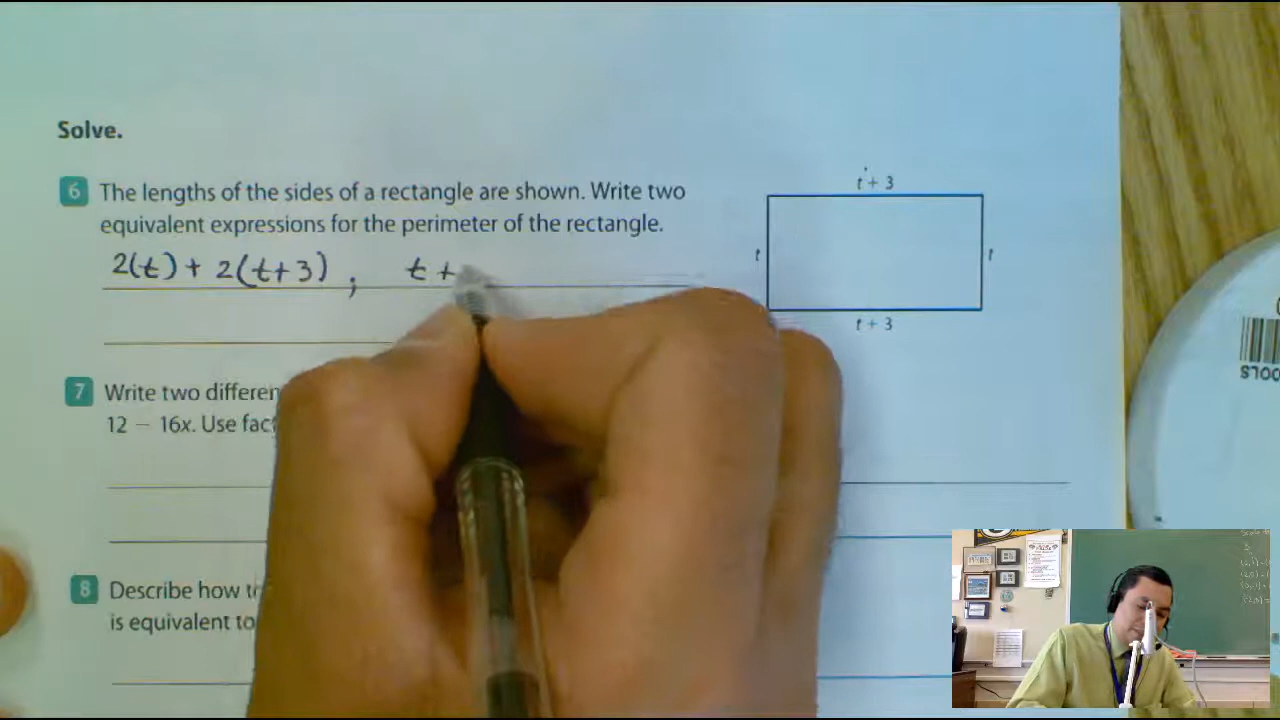 Solve.
6 The lengths of the sides of a rectangle are shown. Write two
equivalent expressions for the perimeter of the rectangle.
2(t) + 2(t+3) ; t +
t + 3
t
t
t + 3
7 Write two differen
12 − 16x. Use fac
8 Describe how
is equivalent to